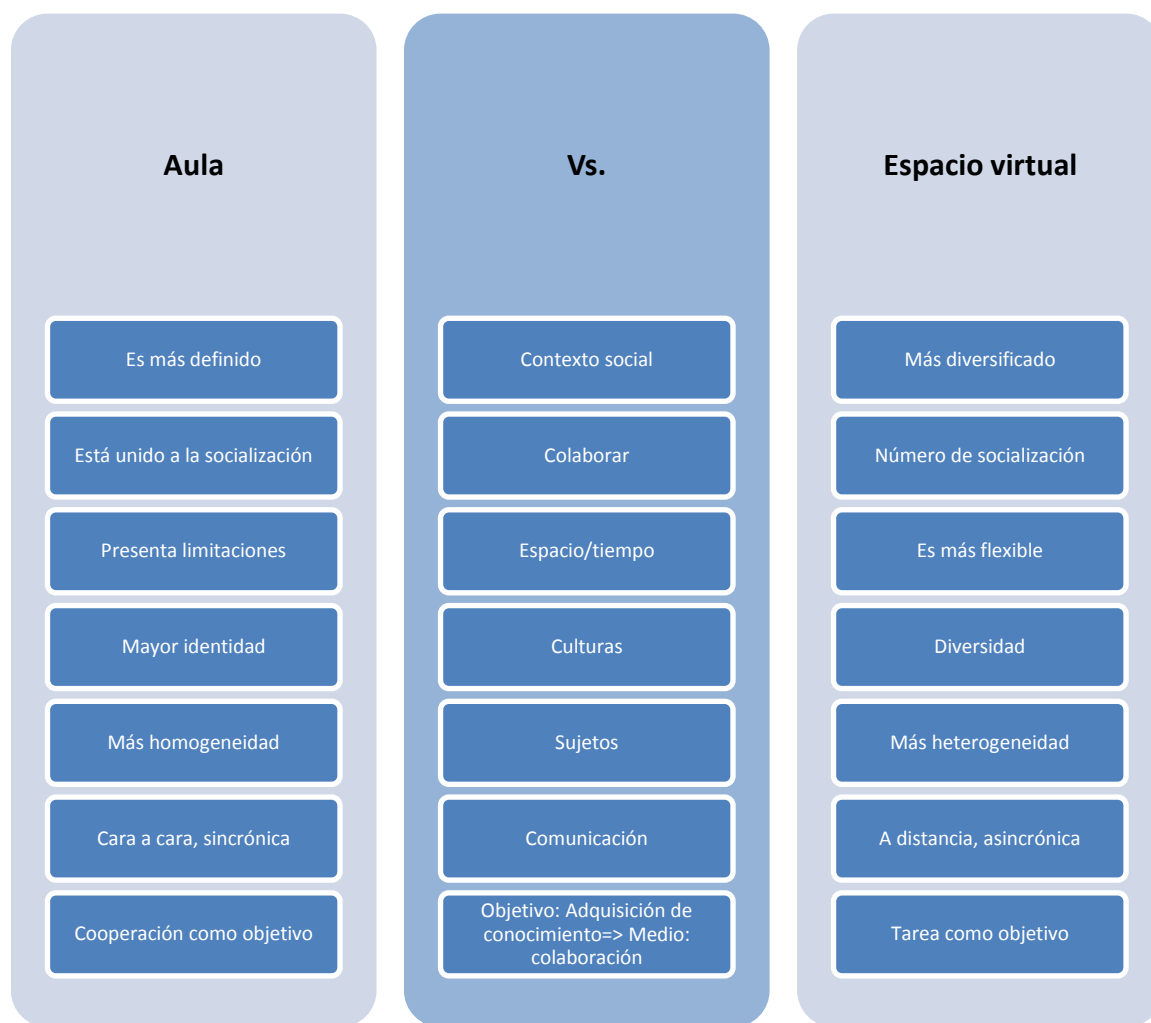 Aula
Vs.
Espacio virtual
Es más definido
Contexto social
Más diversificado
Está unido a la socialización
Colaborar
Número de socialización
Presenta limitaciones
Espacio/tiempo
Es más flexible
Mayor identidad
Culturas
Diversidad
Más homogeneidad
Sujetos
Más heterogeneidad
Cara a cara, sincrónica
Comunicación
A distancia, asincrónica
Cooperación como objetivo
Objetivo: Adquisición de
conocimiento=> Medio:
colaboración
Tarea como objetivo